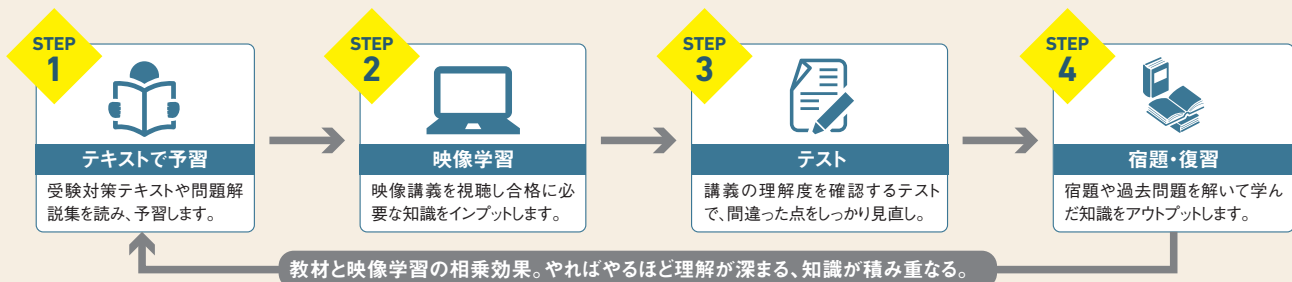 STEP
1
テキストで予習
受験対策テキストや問題解
説集を読み、予習します。
STEP
2
映像学習
映像講義を視聴し合格に必
要な知識をインプットします。
STEP
3
テスト
講義の理解度を確認するテスト
で、間違った点をしっかり見直し。
STEP
4
宿題・復習
宿題や過去問題を解いて学ん
だ知識をアウトプットします。
教材と映像学習の相乗効果。やればやるほど理解が深まる、知識が積み重なる。